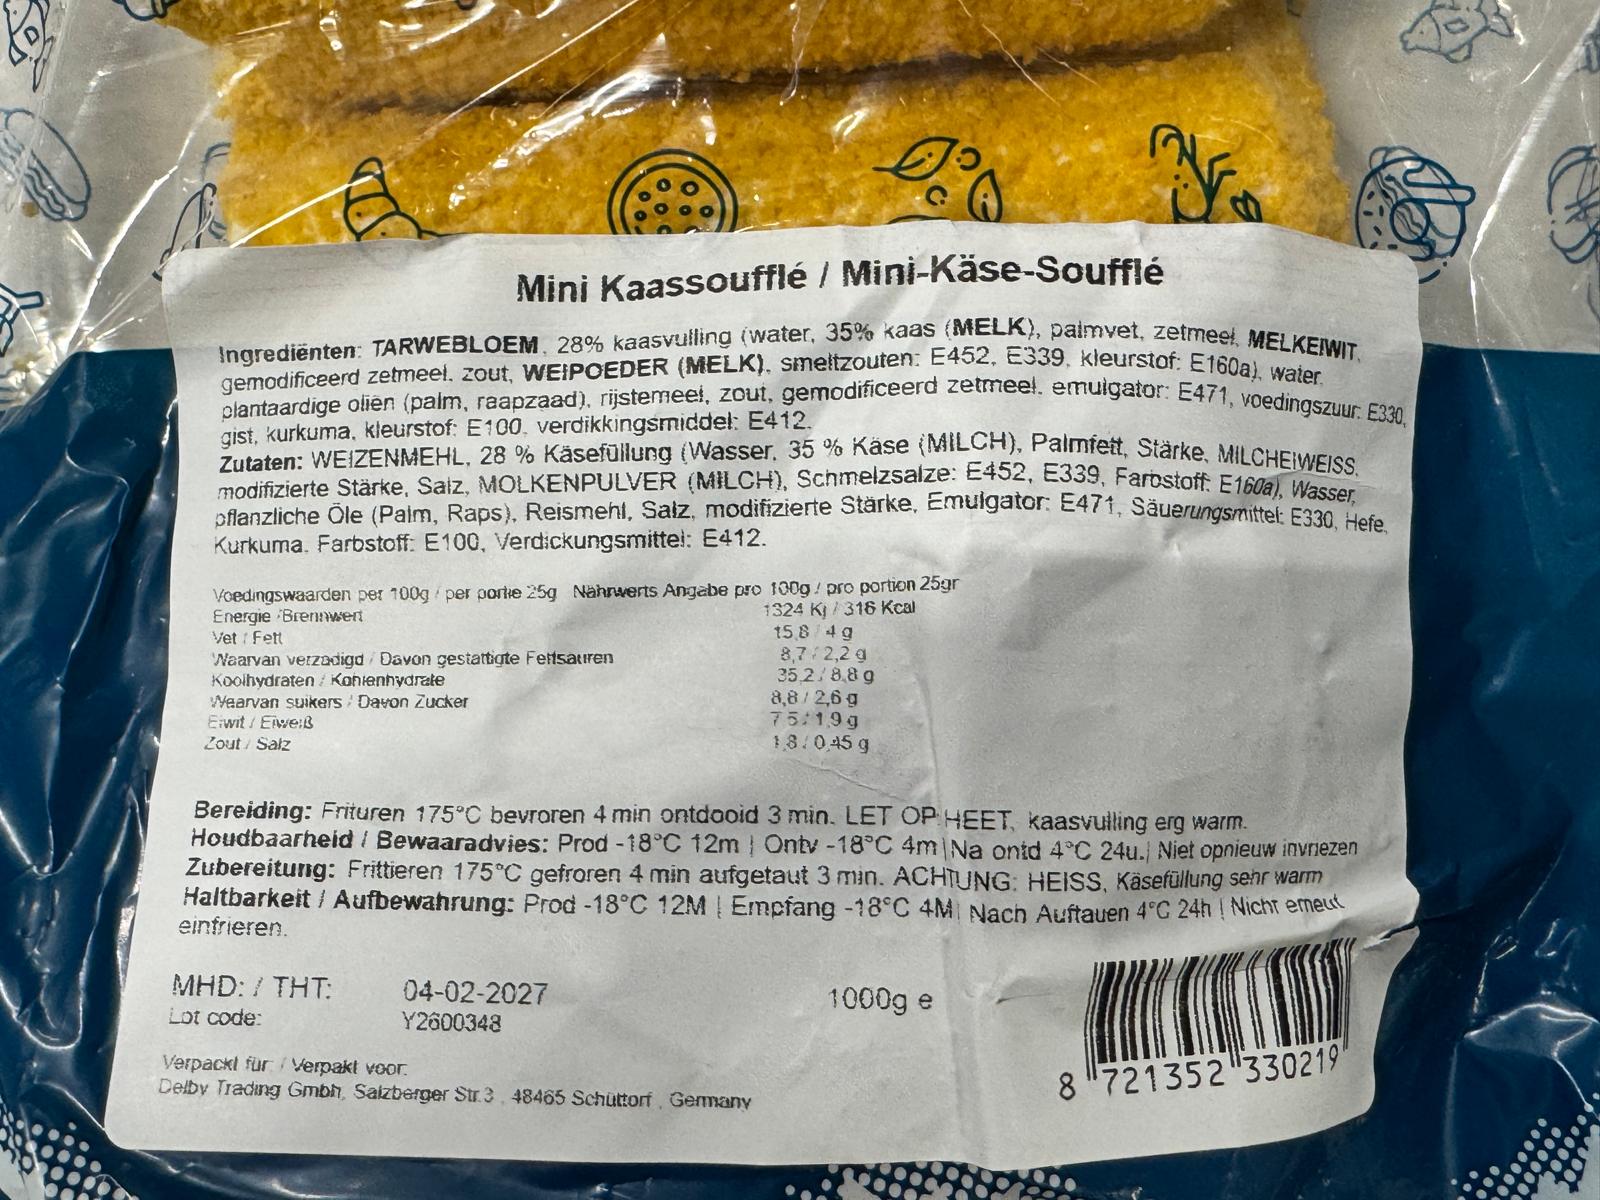 Mini Kaassoufflé / Mini-Käse-Soufflé
Ingrediënten: TARWEBLOEM, 28% kaasvulling (water, 35% kaas (MELK), palmvet, zetmeel, MELKEIWIT,
gemodificeerd zetmeel, zout, WEIPOEDER (MELK), smeltzouten: E452, E339, kleurstof: E160a), water,
plantaardige oliën (palm, raapzaad), rijstemeel, zout, gemodificeerd zetmeel, emulgator: E471, voedingszuur: E330,
gist, kurkuma, kleurstof: E100, verdikkingsmiddel: E412.
Zutaten: WEIZENMEHL, 28 % Käsefüllung (Wasser, 35 % Käse (MILCH), Palmfett, Stärke, MILCHEIWEISS,
modifizierte Stärke, Salz, MOLKENPULVER (MILCH), Schmelzsalze: E452, E339, Farbstoff: E160a), Wasser,
pflanzliche Öle (Palm, Raps), Reismehl, Salz, modifizierte Stärke, Emulgator: E471, Säuerungsmittel: E330, Hefe,
Kurkuma, Farbstoff: E100, Verdickungsmittel: E412.
Voedingswaarden per 100g / per portie 25g Nährwerts Angabe pro 100g / pro portion 25gr
Energie /Brennwert 1324 Kj / 316 Kcal
Vet / Fett 15,8 / 4 g
Waarvan verzadigd / Davon gestattigte Fettsauren 8,7 / 2,2 g
Koolhydraten / Kohlenhydrate 35,2 / 8,8 g
Waarvan suikers / Davon Zucker 8,8 / 2,6 g
Eiwit / Eiweiß 7,5 / 1,9 g
Zout / Salz 1,8 / 0,45 g
Bereiding: Frituren 175°C bevroren 4 min ontdooid 3 min. LET OP HEET, kaasvulling erg warm.
Houdbaarheid / Bewaaradvies: Prod -18°C 12m | Ontv -18°C 4m | Na ontd 4°C 24u. | Niet opnieuw invriezen
Zubereitung: Frittieren 175°C gefroren 4 min aufgetaut 3 min. ACHTUNG: HEISS, Käsefüllung sehr warm
Haltbarkeit / Aufbewahrung: Prod -18°C 12M | Empfang -18°C 4M | Nach Auftauen 4°C 24h | Nicht erneut
einfrieren.
MHD: / THT: 04-02-2027 1000g e
Lot code: Y2600348
Verpackt für: / Verpakt voor:
Delby Trading Gmbh, Salzberger Str.3 , 48465 Schüttorf , Germany
8 721352 330219